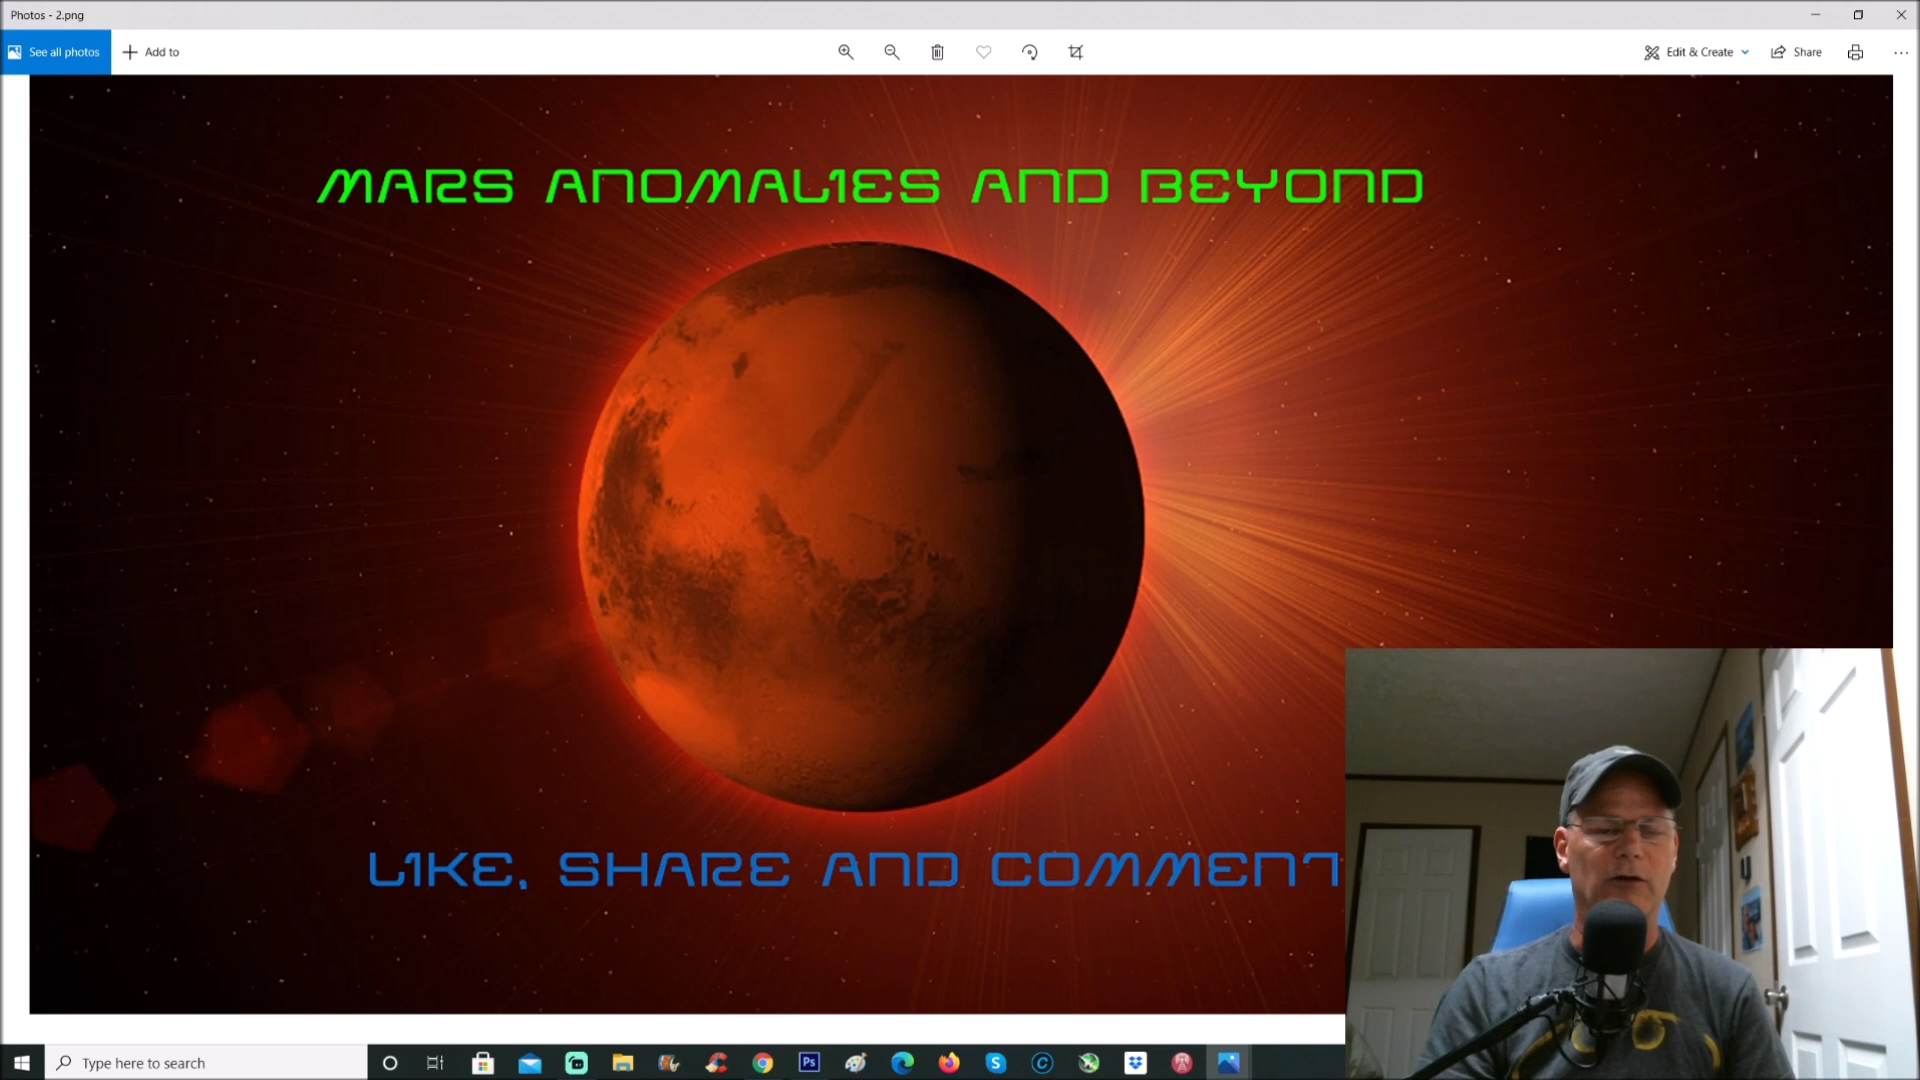 Photos - 2.png
See all photos
Add to
Edit & Create
Share
MARS ANOMALIES AND BEYOND
LIKE, SHARE AND COMMENT
Type here to search
Ps